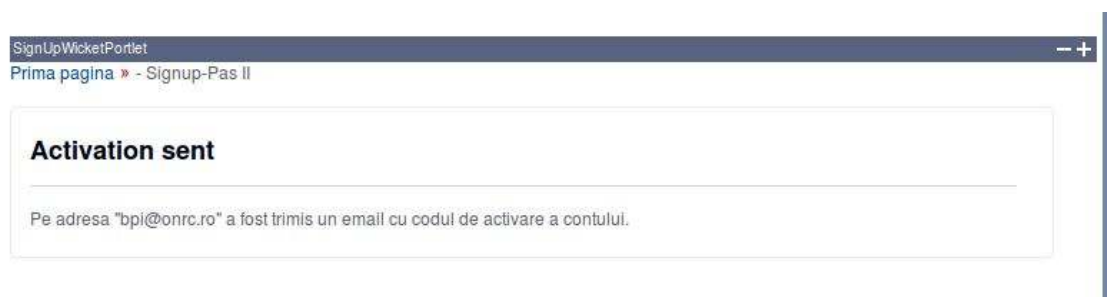 SignUpWicketPortlet
Prima pagina » - Signup-Pas II
Activation sent
Pe adresa "bpi@onrc.ro" a fost trimis un email cu codul de activare a contului.